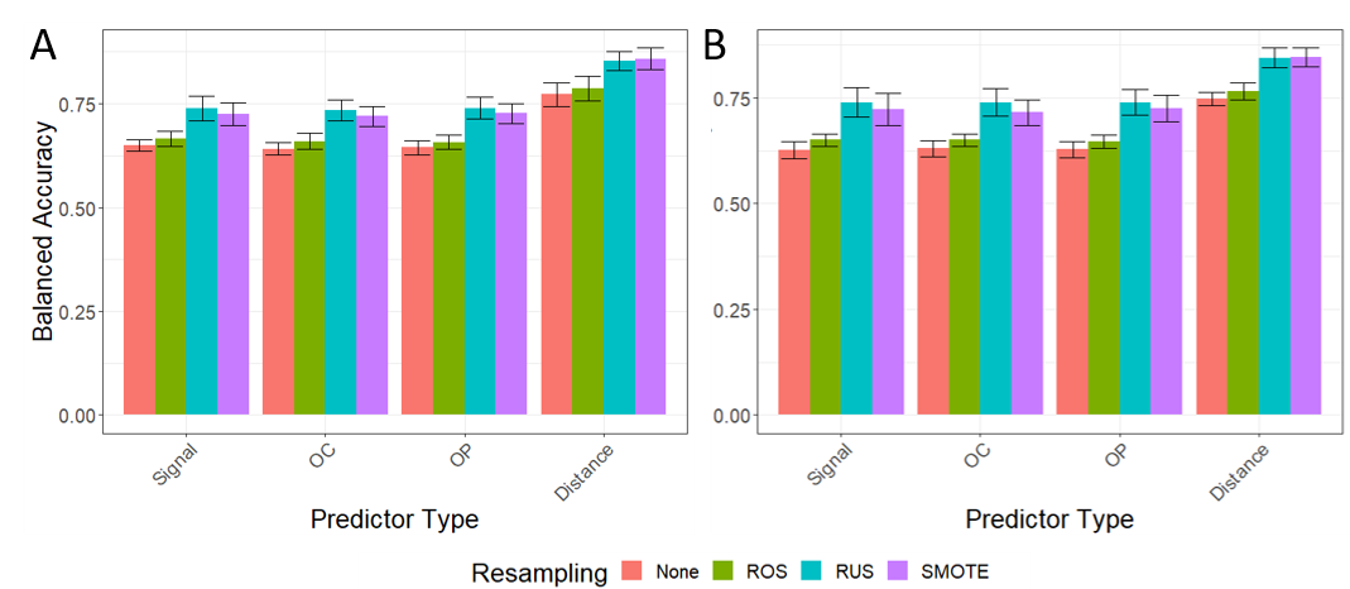 A
B
Balanced Accuracy
0.75
0.50
0.25
0.00
0.75
0.50
0.25
0.00
Signal
OC
OP
Distance
Signal
OC
OP
Distance
Predictor Type
Predictor Type
Resampling None ROS RUS SMOTE